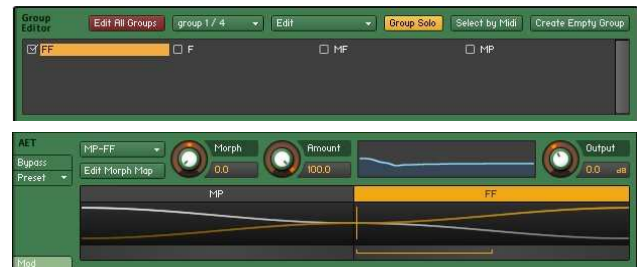 Group Editor
Edit All Groups
group 1 / 4
Edit
Group Solo
Select by Midi
Create Empty Group
FF
F
MF
MP
AET
MP-FF
Morph
Amount
Output
Bypass
Edit Morph Map
0.0
100.0
0.0 dB
Preset
MP
FF
Mod